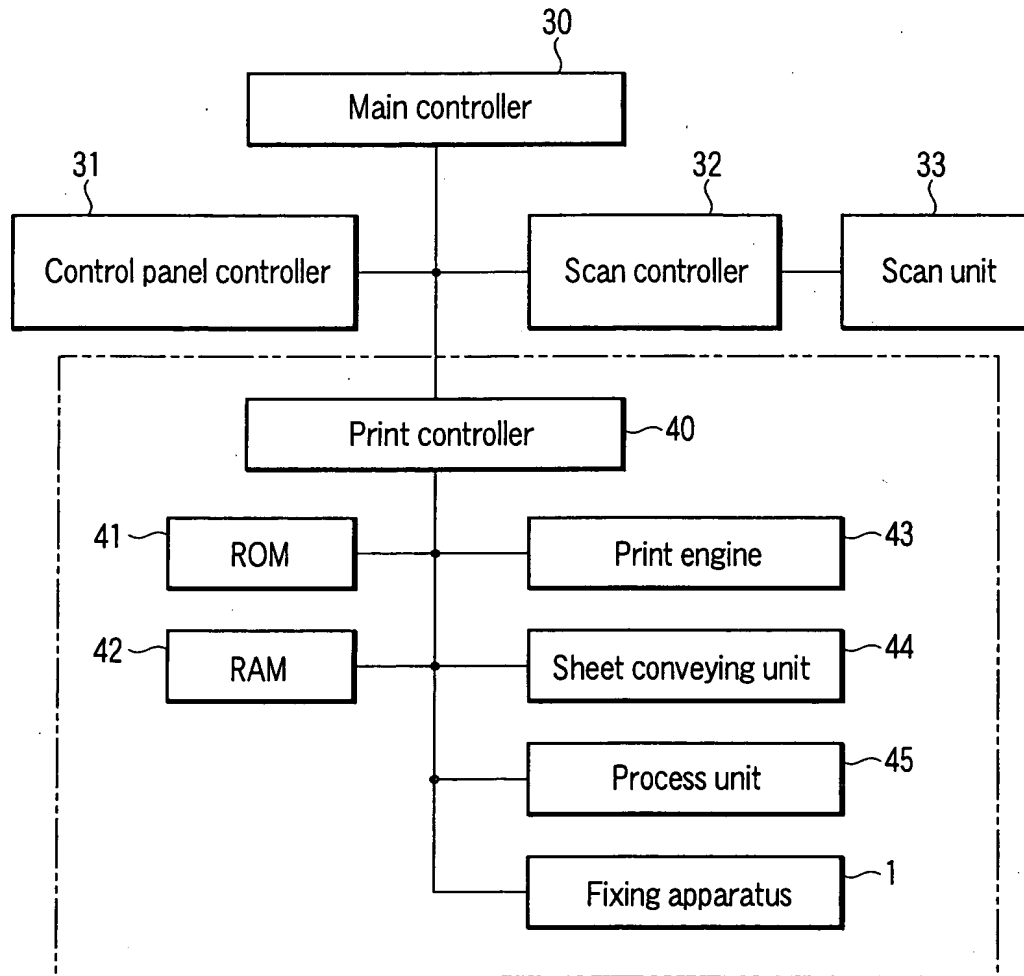 30
Main controller
31
32
33
Control panel controller
Scan controller
Scan unit
Print controller
40
41
ROM
Print engine
43
42
RAM
Sheet conveying unit
44
Process unit
45
Fixing apparatus
1